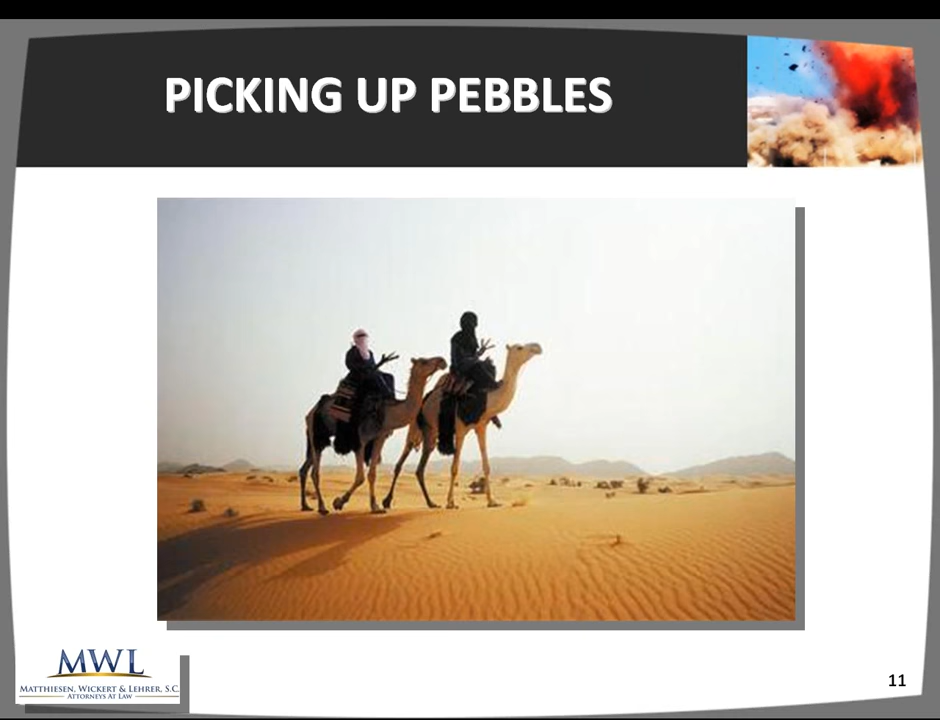 PICKING UP PEBBLES
MWL
MATTHIESEN, WICKERT & LEHRER, S.C.
ATTORNEYS AT LAW
11